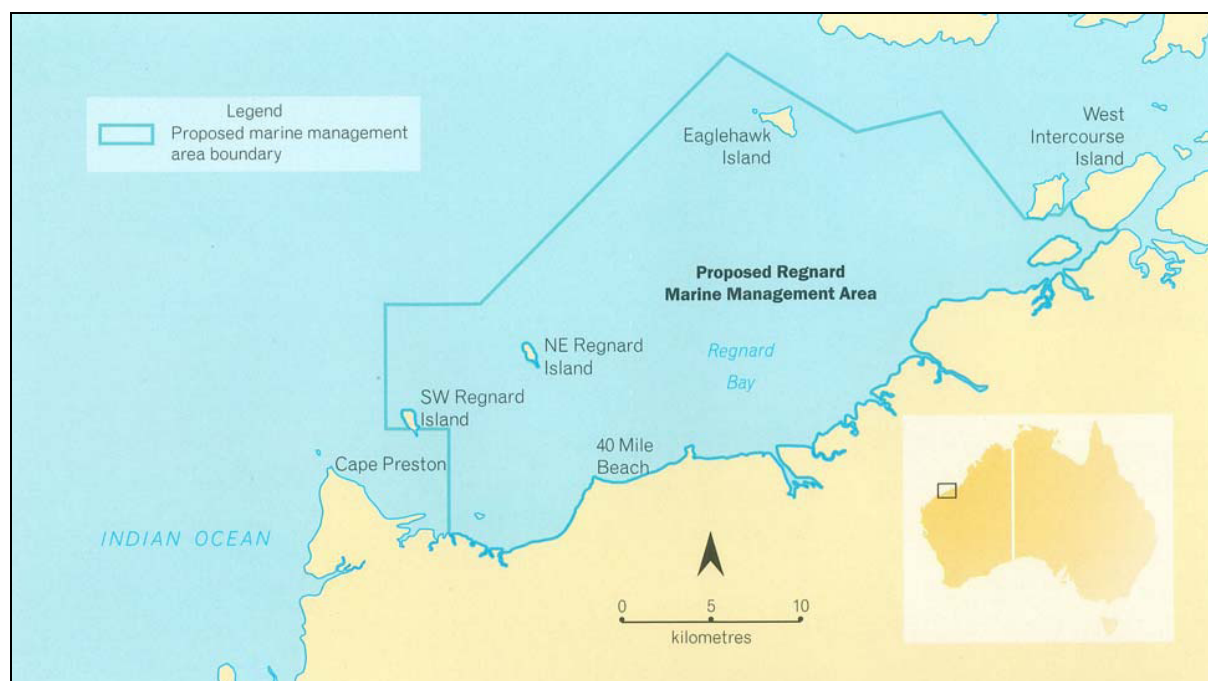 Legend
Proposed marine management
area boundary
Eaglehawk
Island
West
Intercourse
Island
Proposed Regnard
Marine Management Area
NE Regnard
Island
Regnard
Bay
SW Regnard
Island
40 Mile
Beach
Cape Preston
INDIAN OCEAN
0 5 10
kilometres